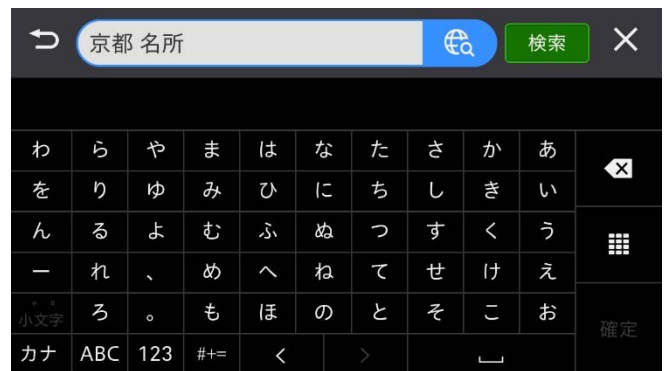 京都 名所 検索
わ ら や ま は な た さ か あ
を り ゆ み ひ に ち し き い
ん る よ む ふ ぬ つ す く う
ー れ 、 め へ ね て せ け え
小文字 ろ 。 も ほ の と そ こ お 確定
カナ ABC 123 #+= < >